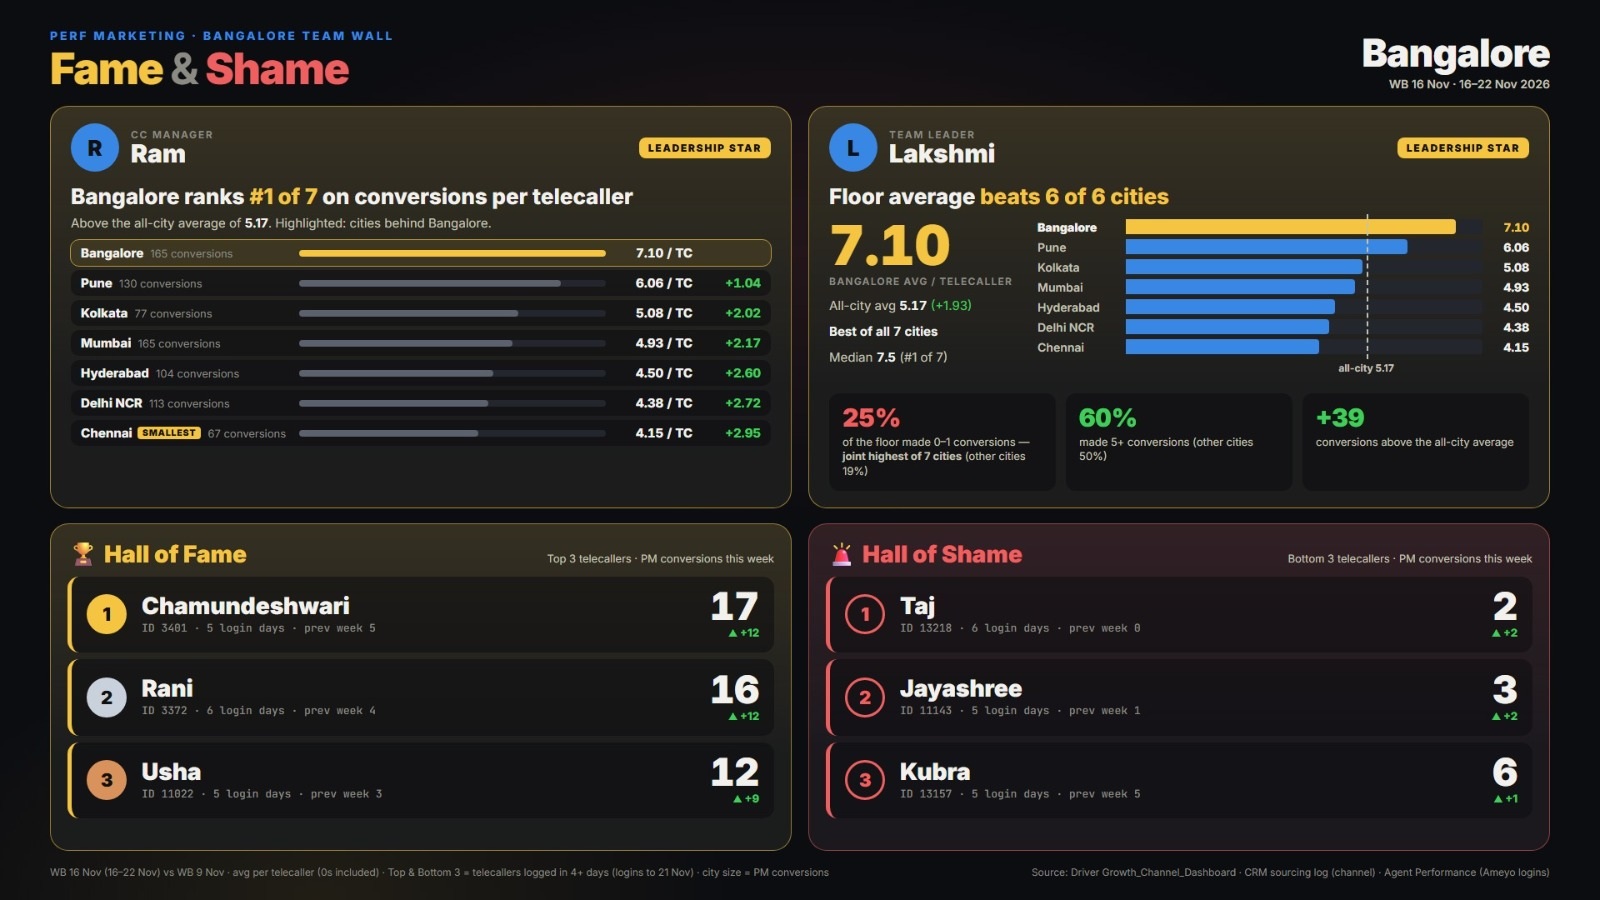 PERF MARKETING · BANGALORE TEAM WALL
Fame & Shame
Bangalore
WB 16 Nov · 16–22 Nov 2026
R
CC MANAGER
Ram
LEADERSHIP STAR
Bangalore ranks #1 of 7 on conversions per telecaller
Above the all-city average of 5.17. Highlighted: cities behind Bangalore.
Bangalore 165 conversions 7.10 / TC
Pune 130 conversions 6.06 / TC +1.04
Kolkata 77 conversions 5.08 / TC +2.02
Mumbai 165 conversions 4.93 / TC +2.17
Hyderabad 104 conversions 4.50 / TC +2.60
Delhi NCR 113 conversions 4.38 / TC +2.72
Chennai SMALLEST 67 conversions 4.15 / TC +2.95
L
TEAM LEADER
Lakshmi
LEADERSHIP STAR
Floor average beats 6 of 6 cities
7.10
BANGALORE AVG / TELECALLER
All-city avg 5.17 (+1.93)
Best of all 7 cities
Median 7.5 (#1 of 7)
Bangalore 7.10
Pune 6.06
Kolkata 5.08
Mumbai 4.93
Hyderabad 4.50
Delhi NCR 4.38
Chennai 4.15
all-city 5.17
25%
of the floor made 0–1 conversions —
joint highest of 7 cities (other cities
19%)
60%
made 5+ conversions (other cities
50%)
+39
conversions above the all-city average
🏆 Hall of Fame
Top 3 telecallers · PM conversions this week
1
Chamundeshwari
ID 3401 · 5 login days · prev week 5
17
▲ +12
2
Rani
ID 3372 · 6 login days · prev week 4
16
▲ +12
3
Usha
ID 11022 · 5 login days · prev week 3
12
▲ +9
🚨 Hall of Shame
Bottom 3 telecallers · PM conversions this week
1
Taj
ID 13218 · 6 login days · prev week 0
2
▲ +2
2
Jayashree
ID 11143 · 5 login days · prev week 1
3
▲ +2
3
Kubra
ID 13157 · 5 login days · prev week 5
6
▲ +1
WB 16 Nov (16–22 Nov) vs WB 9 Nov · avg per telecaller (0s included) · Top & Bottom 3 = telecallers logged in 4+ days (logins to 21 Nov) · city size = PM conversions
Source: Driver Growth_Channel_Dashboard · CRM sourcing log (channel) · Agent Performance (Ameyo logins)